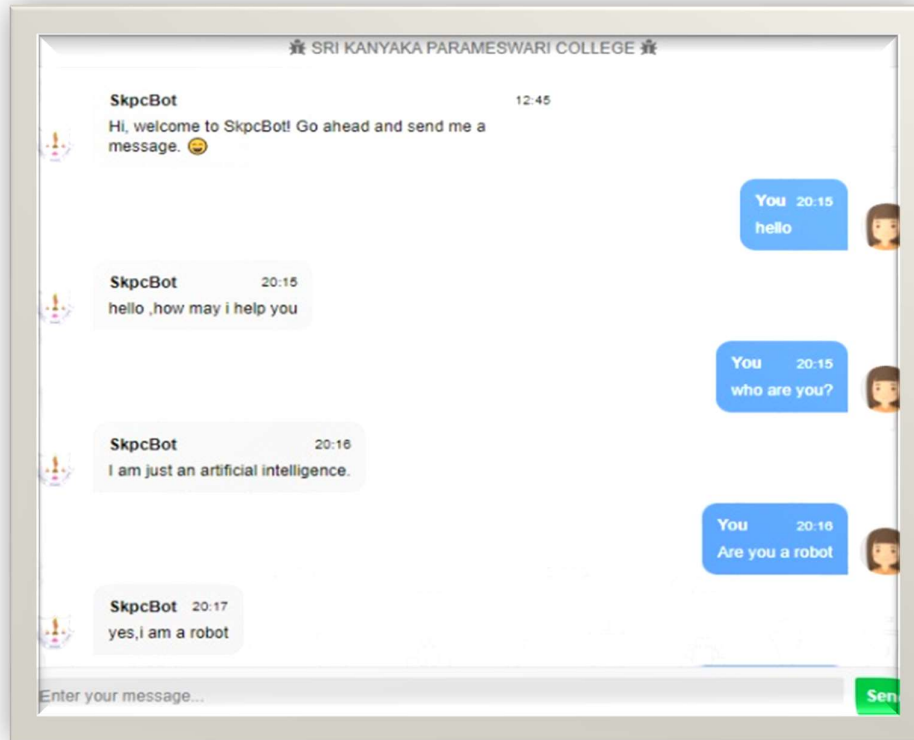 SRI KANYAKA PARAMESWARI COLLEGE
SkpcBot 12:45
Hi, welcome to SkpcBot! Go ahead and send me a
message. 😄
You 20:15
hello
SkpcBot 20:15
hello ,how may i help you
You 20:15
who are you?
SkpcBot 20:16
I am just an artificial intelligence.
You 20:16
Are you a robot
SkpcBot 20:17
yes,i am a robot
Enter your message...
Sen